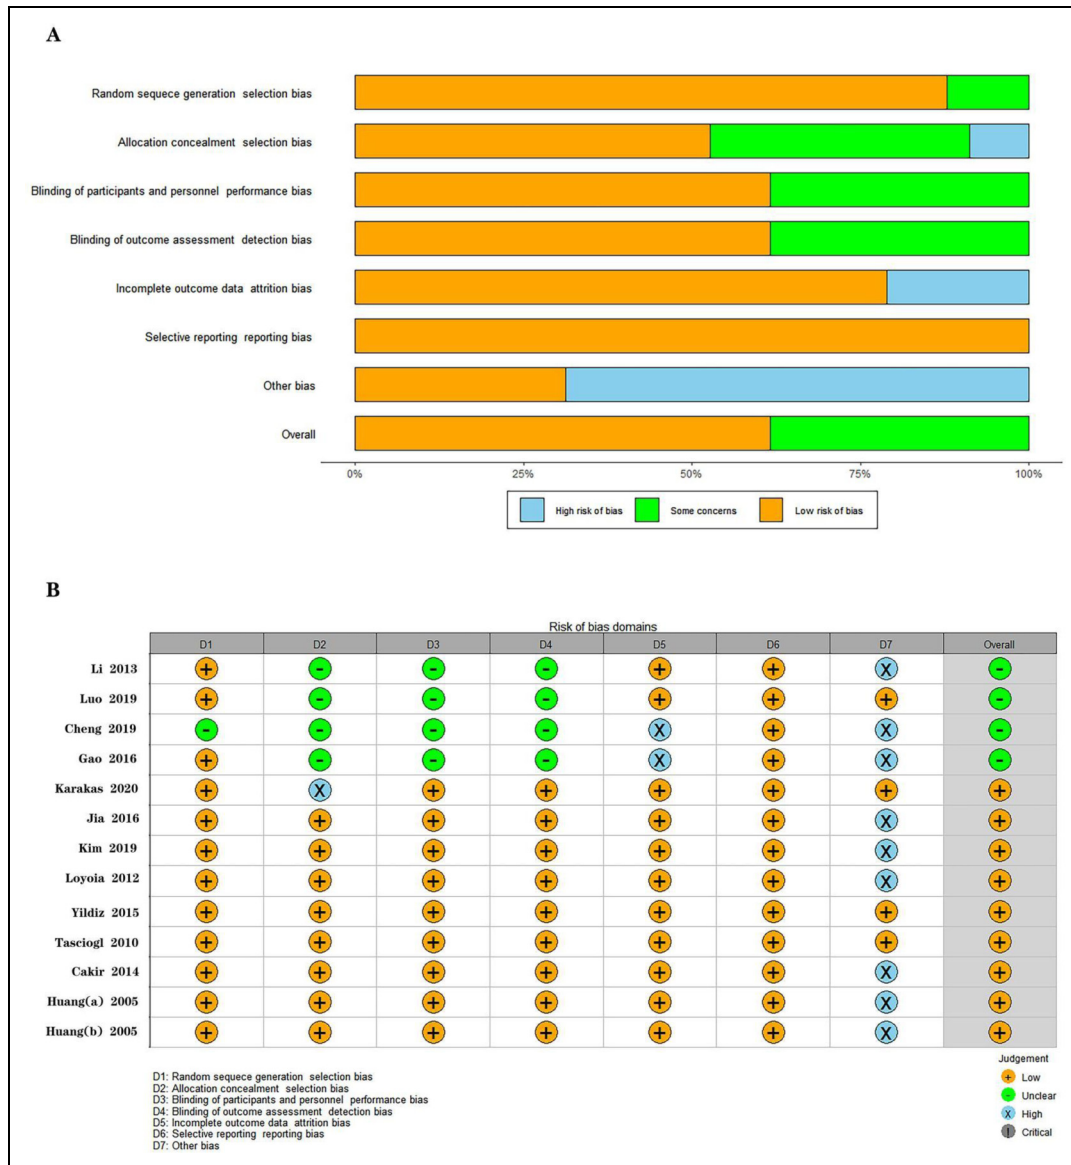 A
Random sequece generation selection bias
Allocation concealment selection bias
Blinding of participants and personnel performance bias
Blinding of outcome assessment detection bias
Incomplete outcome data attrition bias
Selective reporting reporting bias
Other bias
Overall
0% 25% 50% 75% 100%
High risk of bias Some concerns Low risk of bias
B
Risk of bias domains
D1 D2 D3 D4 D5 D6 D7 Overall
Li 2013 + - - - + + X -
Luo 2019 + - - - + + + -
Cheng 2019 - - - - X + X -
Gao 2016 + - - - X + X -
Karakas 2020 + X + + + + + +
Jia 2016 + + + + + + X +
Kim 2019 + + + + + + X +
Loyoia 2012 + + + + + + X +
Yildiz 2015 + + + + + + + +
Tasciogl 2010 + + + + + + + +
Cakir 2014 + + + + + + X +
Huang(a) 2005 + + + + + + X +
Huang(b) 2005 + + + + + + X +
D1: Random sequece generation selection bias
D2: Allocation concealment selection bias
D3: Blinding of participants and personnel performance bias
D4: Blinding of outcome assessment detection bias
D5: Incomplete outcome data attrition bias
D6: Selective reporting reporting bias
D7: Other bias
Judgement
+ Low
- Unclear
X High
! Critical